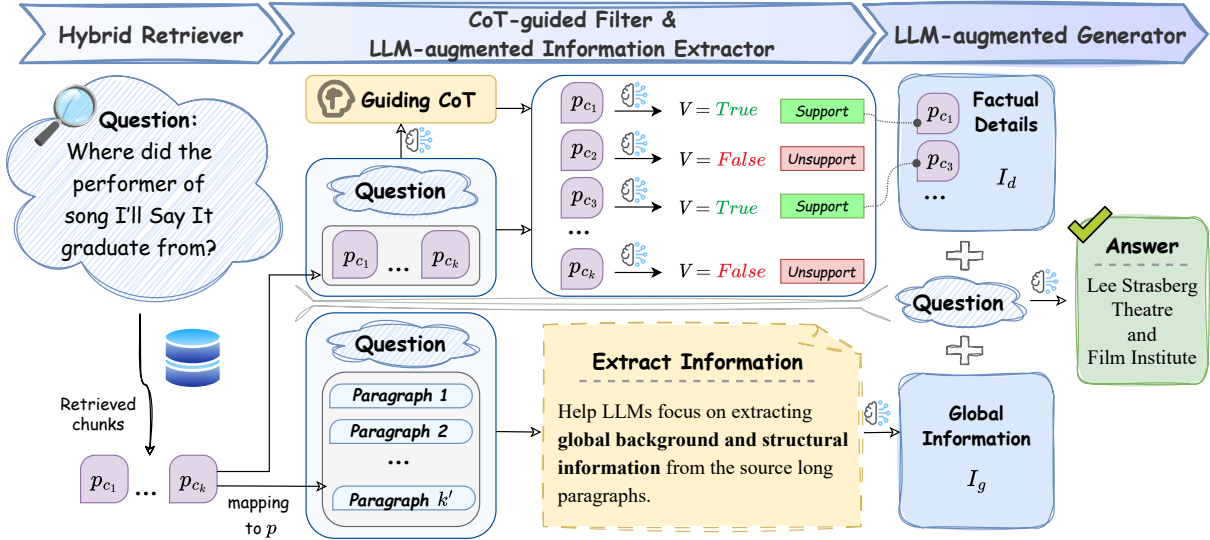 Hybrid Retriever
CoT-guided Filter &
LLM-augmented Information Extractor
LLM-augmented Generator
Question:
Where did the
performer of
song I'll Say It
graduate from?
Retrieved
chunks
p_{c_1} ... p_{c_k}
mapping
to p
Guiding CoT
Question
p_{c_1} ... p_{c_k}
p_{c_1} V = True Support
p_{c_2} V = False Unsupport
p_{c_3} V = True Support
...
p_{c_k} V = False Unsupport
Question
Paragraph 1
Paragraph 2
...
Paragraph k'
Extract Information
Help LLMs focus on extracting
global background and structural
information from the source long
paragraphs.
p_{c_1}
p_{c_3}
...
Factual
Details
I_d
Question
Global
Information
I_g
Answer
Lee Strasberg
Theatre
and
Film Institute